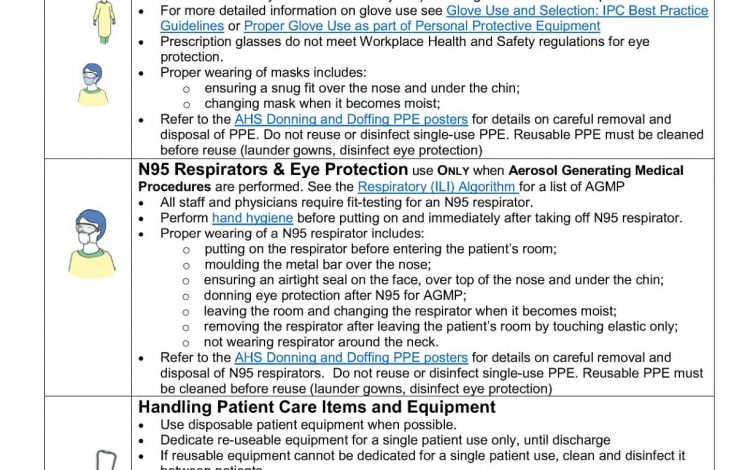 • For more detailed information on glove use see Glove Use and Selection: IPC Best Practice
Guidelines or Proper Glove Use as part of Personal Protective Equipment
• Prescription glasses do not meet Workplace Health and Safety regulations for eye
protection.
• Proper wearing of masks includes:
o ensuring a snug fit over the nose and under the chin;
o changing mask when it becomes moist;
• Refer to the AHS Donning and Doffing PPE posters for details on careful removal and
disposal of PPE. Do not reuse or disinfect single-use PPE. Reusable PPE must be cleaned
before reuse (launder gowns, disinfect eye protection)
N95 Respirators & Eye Protection use ONLY when Aerosol Generating Medical
Procedures are performed. See the Respiratory (ILI) Algorithm for a list of AGMP
• All staff and physicians require fit-testing for an N95 respirator.
• Perform hand hygiene before putting on and immediately after taking off N95 respirator.
• Proper wearing of a N95 respirator includes:
o putting on the respirator before entering the patient's room;
o moulding the metal bar over the nose;
o ensuring an airtight seal on the face, over top of the nose and under the chin;
o donning eye protection after N95 for AGMP;
o leaving the room and changing the respirator when it becomes moist;
o removing the respirator after leaving the patient's room by touching elastic only;
o not wearing respirator around the neck.
• Refer to the AHS Donning and Doffing PPE posters for details on careful removal and
disposal of N95 respirators. Do not reuse or disinfect single-use PPE. Reusable PPE must
be cleaned before reuse (launder gowns, disinfect eye protection)
Handling Patient Care Items and Equipment
• Use disposable patient equipment when possible.
• Dedicate re-useable equipment for a single patient use only, until discharge
• If reusable equipment cannot be dedicated for a single patient use, clean and disinfect it
between patients